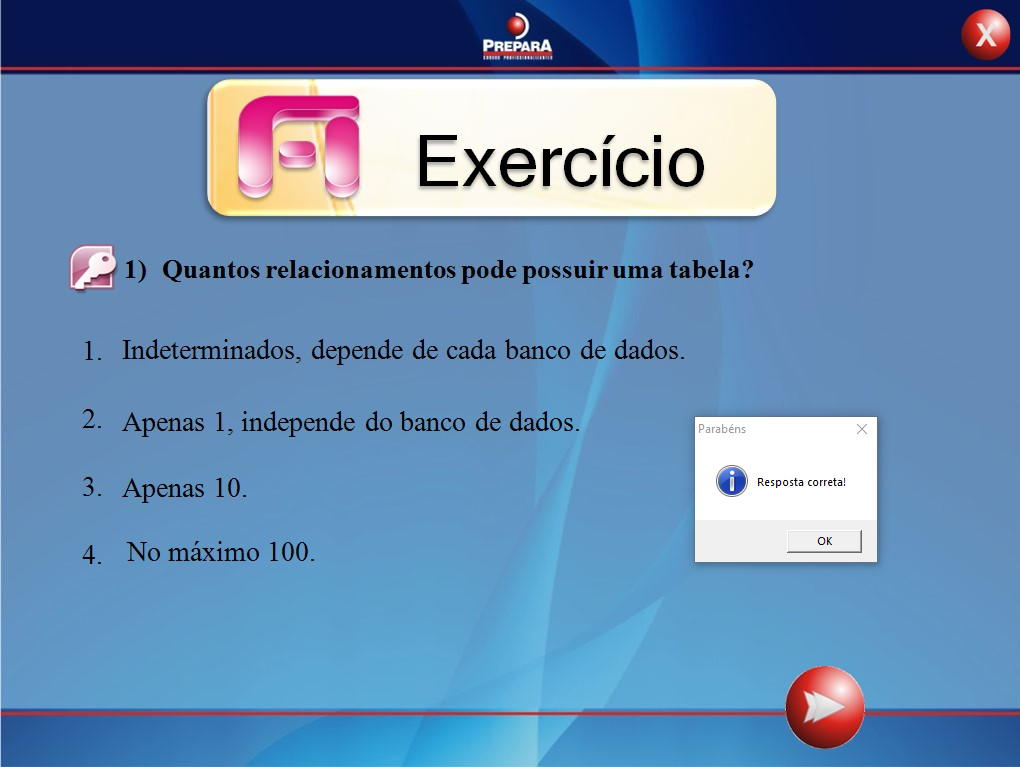 PREPARA
CURSOS PROFISSIONALIZANTES
X
Exercício
1) Quantos relacionamentos pode possuir uma tabela?
1. Indeterminados, depende de cada banco de dados.
2. Apenas 1, independe do banco de dados.
3. Apenas 10.
4. No máximo 100.
Parabéns
Resposta correta!
OK